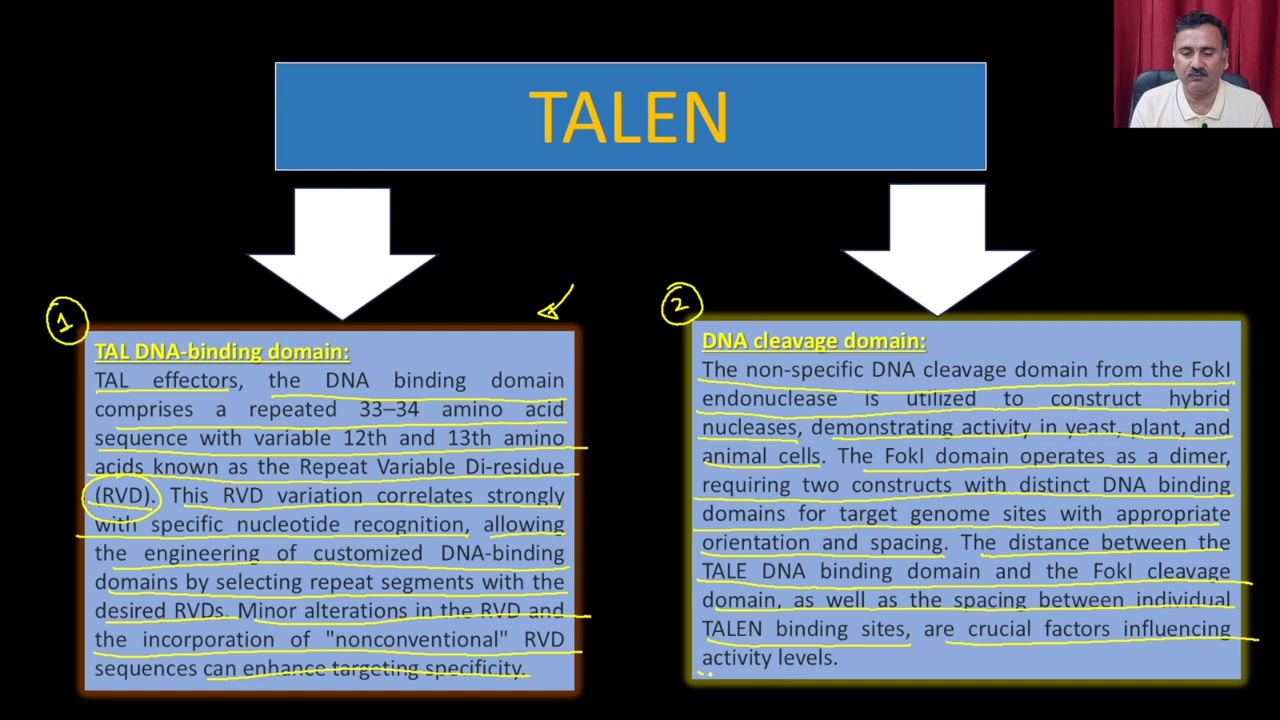 TALEN
1
TAL DNA-binding domain:
TAL effectors, the DNA binding domain
comprises a repeated 33–34 amino acid
sequence with variable 12th and 13th amino
acids known as the Repeat Variable Di-residue
(RVD). This RVD variation correlates strongly
with specific nucleotide recognition, allowing
the engineering of customized DNA-binding
domains by selecting repeat segments with the
desired RVDs. Minor alterations in the RVD and
the incorporation of "nonconventional" RVD
sequences can enhance targeting specificity.
2
DNA cleavage domain:
The non-specific DNA cleavage domain from the FokI
endonuclease is utilized to construct hybrid
nucleases, demonstrating activity in yeast, plant, and
animal cells. The FokI domain operates as a dimer,
requiring two constructs with distinct DNA binding
domains for target genome sites with appropriate
orientation and spacing. The distance between the
TALE DNA binding domain and the FokI cleavage
domain, as well as the spacing between individual
TALEN binding sites, are crucial factors influencing
activity levels.